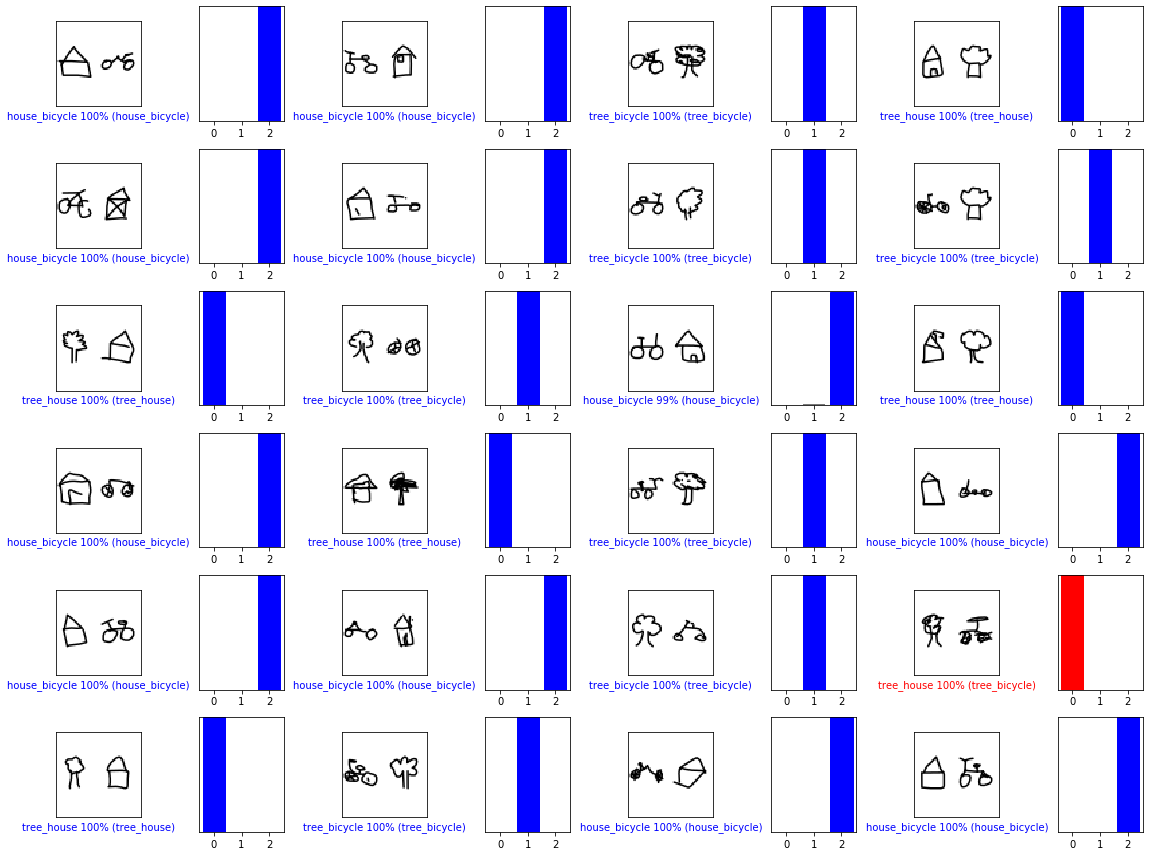 house_bicycle 100% (house_bicycle)
0 1 2
house_bicycle 100% (house_bicycle)
0 1 2
tree_bicycle 100% (tree_bicycle)
0 1 2
tree_house 100% (tree_house)
0 1 2
house_bicycle 100% (house_bicycle)
0 1 2
house_bicycle 100% (house_bicycle)
0 1 2
tree_bicycle 100% (tree_bicycle)
0 1 2
tree_bicycle 100% (tree_bicycle)
0 1 2
tree_house 100% (tree_house)
0 1 2
tree_bicycle 100% (tree_bicycle)
0 1 2
house_bicycle 99% (house_bicycle)
0 1 2
tree_house 100% (tree_house)
0 1 2
house_bicycle 100% (house_bicycle)
0 1 2
tree_house 100% (tree_house)
0 1 2
tree_bicycle 100% (tree_bicycle)
0 1 2
house_bicycle 100% (house_bicycle)
0 1 2
house_bicycle 100% (house_bicycle)
0 1 2
house_bicycle 100% (house_bicycle)
0 1 2
tree_bicycle 100% (tree_bicycle)
0 1 2
tree_house 100% (tree_bicycle)
0 1 2
tree_house 100% (tree_house)
0 1 2
tree_bicycle 100% (tree_bicycle)
0 1 2
house_bicycle 100% (house_bicycle)
0 1 2
house_bicycle 100% (house_bicycle)
0 1 2